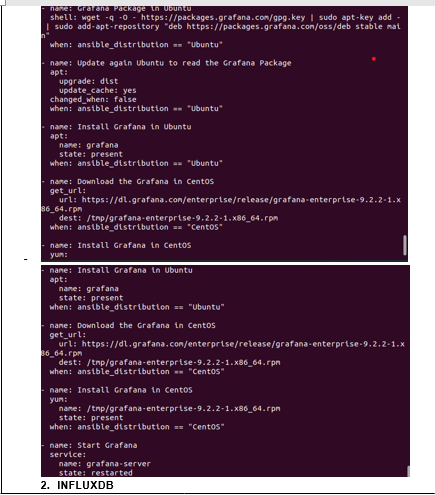 - name: Grafana Package in Ubuntu
shell: wget -q -O - https://packages.grafana.com/gpg.key | sudo apt-key add -
| sudo add-apt-repository "deb https://packages.grafana.com/oss/deb stable mai
n"
when: ansible_distribution == "Ubuntu"
- name: Update again Ubuntu to read the Grafana Package
apt:
upgrade: dist
update_cache: yes
changed_when: false
when: ansible_distribution == "Ubuntu"
- name: Install Grafana in Ubuntu
apt:
name: grafana
state: present
when: ansible_distribution == "Ubuntu"
- name: Download the Grafana in CentOS
get_url:
url: https://dl.grafana.com/enterprise/release/grafana-enterprise-9.2.2-1.x
86_64.rpm
dest: /tmp/grafana-enterprise-9.2.2-1.x86_64.rpm
when: ansible_distribution == "CentOS"
- name: Install Grafana in CentOS
yum:
-
- name: Install Grafana in Ubuntu
apt:
name: grafana
state: present
when: ansible_distribution == "Ubuntu"
- name: Download the Grafana in CentOS
get_url:
url: https://dl.grafana.com/enterprise/release/grafana-enterprise-9.2.2-1.x
86_64.rpm
dest: /tmp/grafana-enterprise-9.2.2-1.x86_64.rpm
when: ansible_distribution == "CentOS"
- name: Install Grafana in CentOS
yum:
name: /tmp/grafana-enterprise-9.2.2-1.x86_64.rpm
state: present
when: ansible_distribution == "CentOS"
- name: Start Grafana
service:
name: grafana-server
state: restarted
2. INFLUXDB